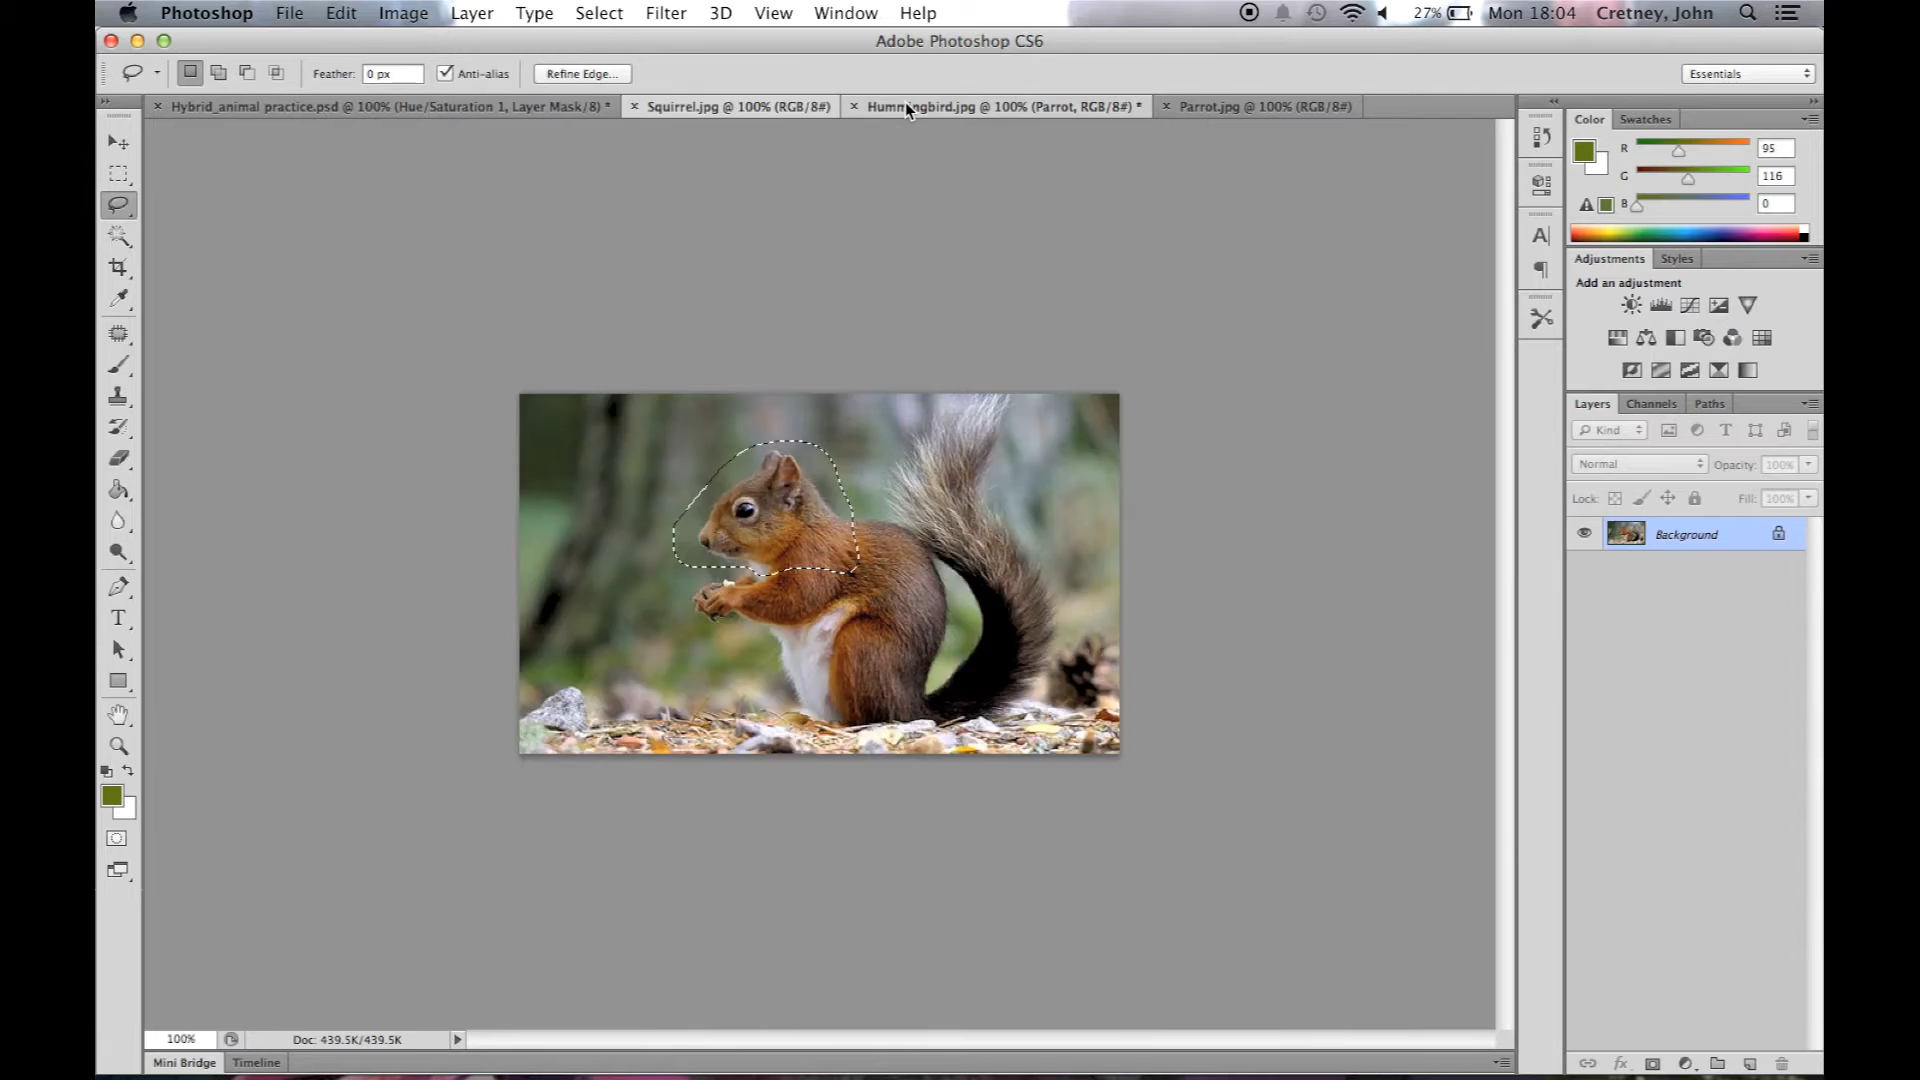 Photoshop File Edit Image Layer Type Select Filter 3D View Window Help 27% Mon 18:04 Cretney, John
Adobe Photoshop CS6
Feather: 0 px Anti-alias Refine Edge... Essentials
Hybrid_animal practice.psd @ 100% (Hue/Saturation 1, Layer Mask/8) * Squirrel.jpg @ 100% (RGB/8#) Hummingbird.jpg @ 100% (Parrot, RGB/8#) * Parrot.jpg @ 100% (RGB/8#)
Color Swatches
R 95
G 116
B 0
Adjustments Styles
Add an adjustment
Layers Channels Paths
Kind
Normal Opacity: 100%
Lock: Fill: 100%
Background
100% Doc: 439.5K/439.5K
Mini Bridge Timeline